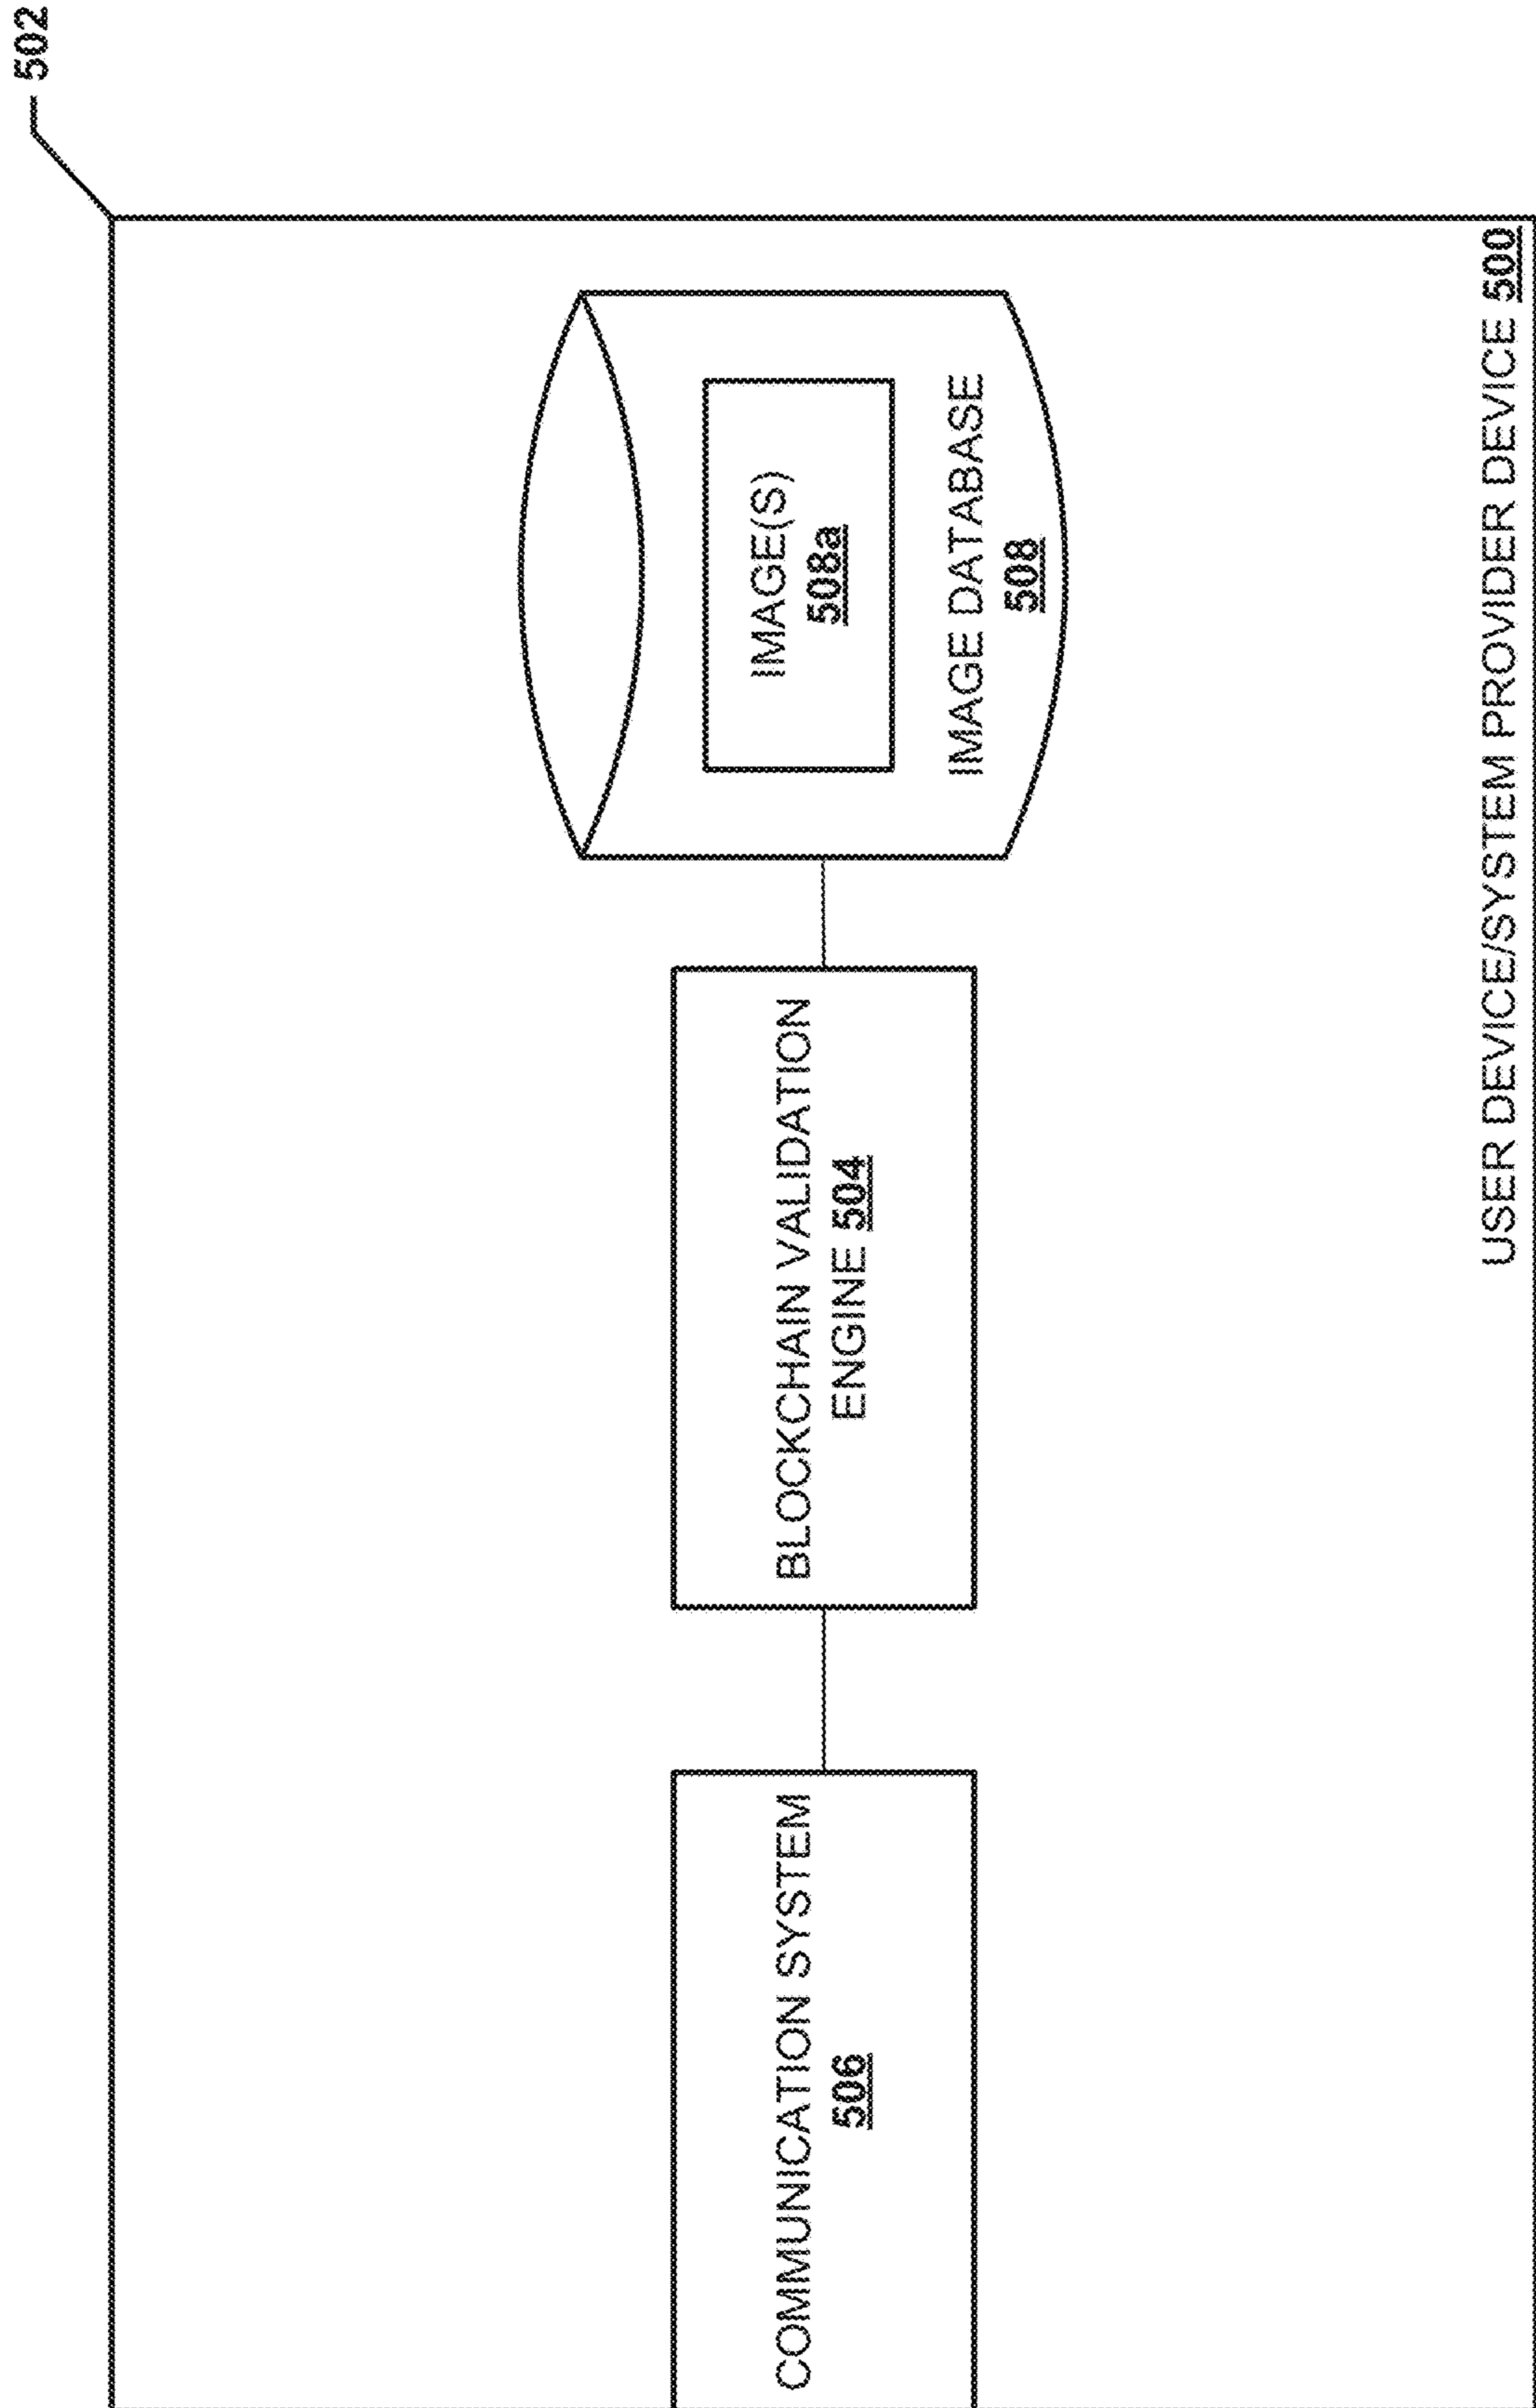 502
COMMUNICATION SYSTEM
506
BLOCKCHAIN VALIDATION
ENGINE 504
IMAGE(S)
508a
IMAGE DATABASE
508
USER DEVICE/SYSTEM PROVIDER DEVICE 500